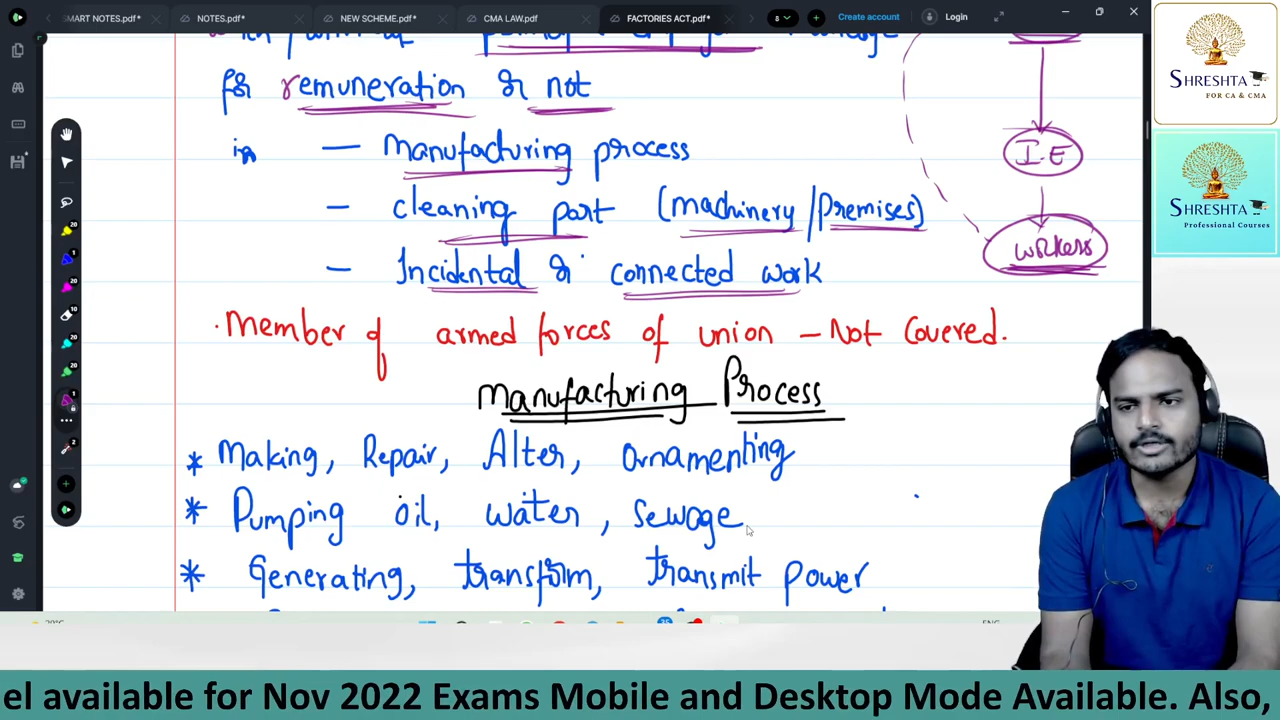 SMART NOTES.pdf* NOTES.pdf* NEW SCHEME.pdf* CMA LAW.pdf FACTORIES ACT.pdf* 8 Create account Login
for remuneration or not
in — manufacturing process
— cleaning part (machinery/premises)
— Incidental or connected work
I.E
workers
· Member of armed forces of union — Not Covered.
Manufacturing Process
* Making, Repair, Alter, Ornamenting
* Pumping oil, water, sewage
* Generating, transform, transmit power
SHRESHTA
FOR CA & CMA
SHRESHTA
Professional Courses
el available for Nov 2022 Exams Mobile and Desktop Mode Available. Also,